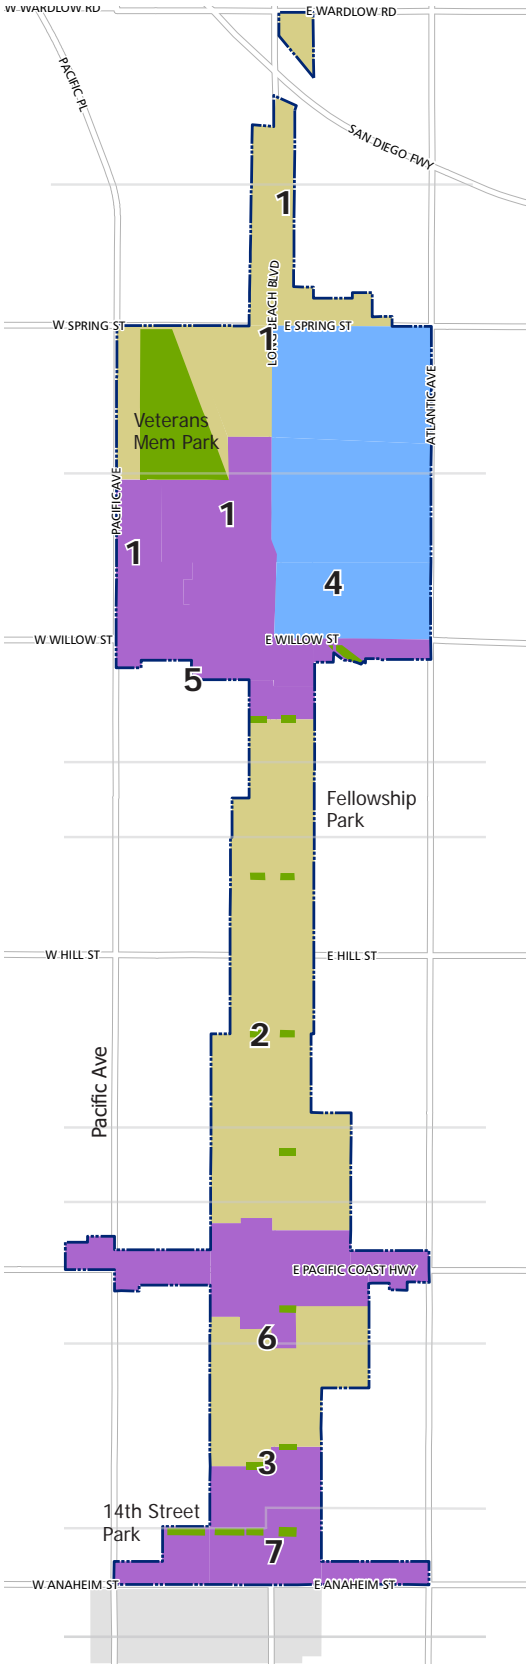 W WARDLOW RD
E WARDLOW RD
PACIFIC PL
SAN DIEGO FWY
1
LONG BEACH BLVD
W SPRING ST
1
E SPRING ST
ATLANTIC AVE
Veterans
Mem Park
PACIFIC AVE
1
1
4
W WILLOW ST
E WILLOW ST
5
Fellowship
Park
W HILL ST
E HILL ST
2
Pacific Ave
E PACIFIC COAST HWY
6
3
14th Street
Park
7
W ANAHEIM ST
E ANAHEIM ST